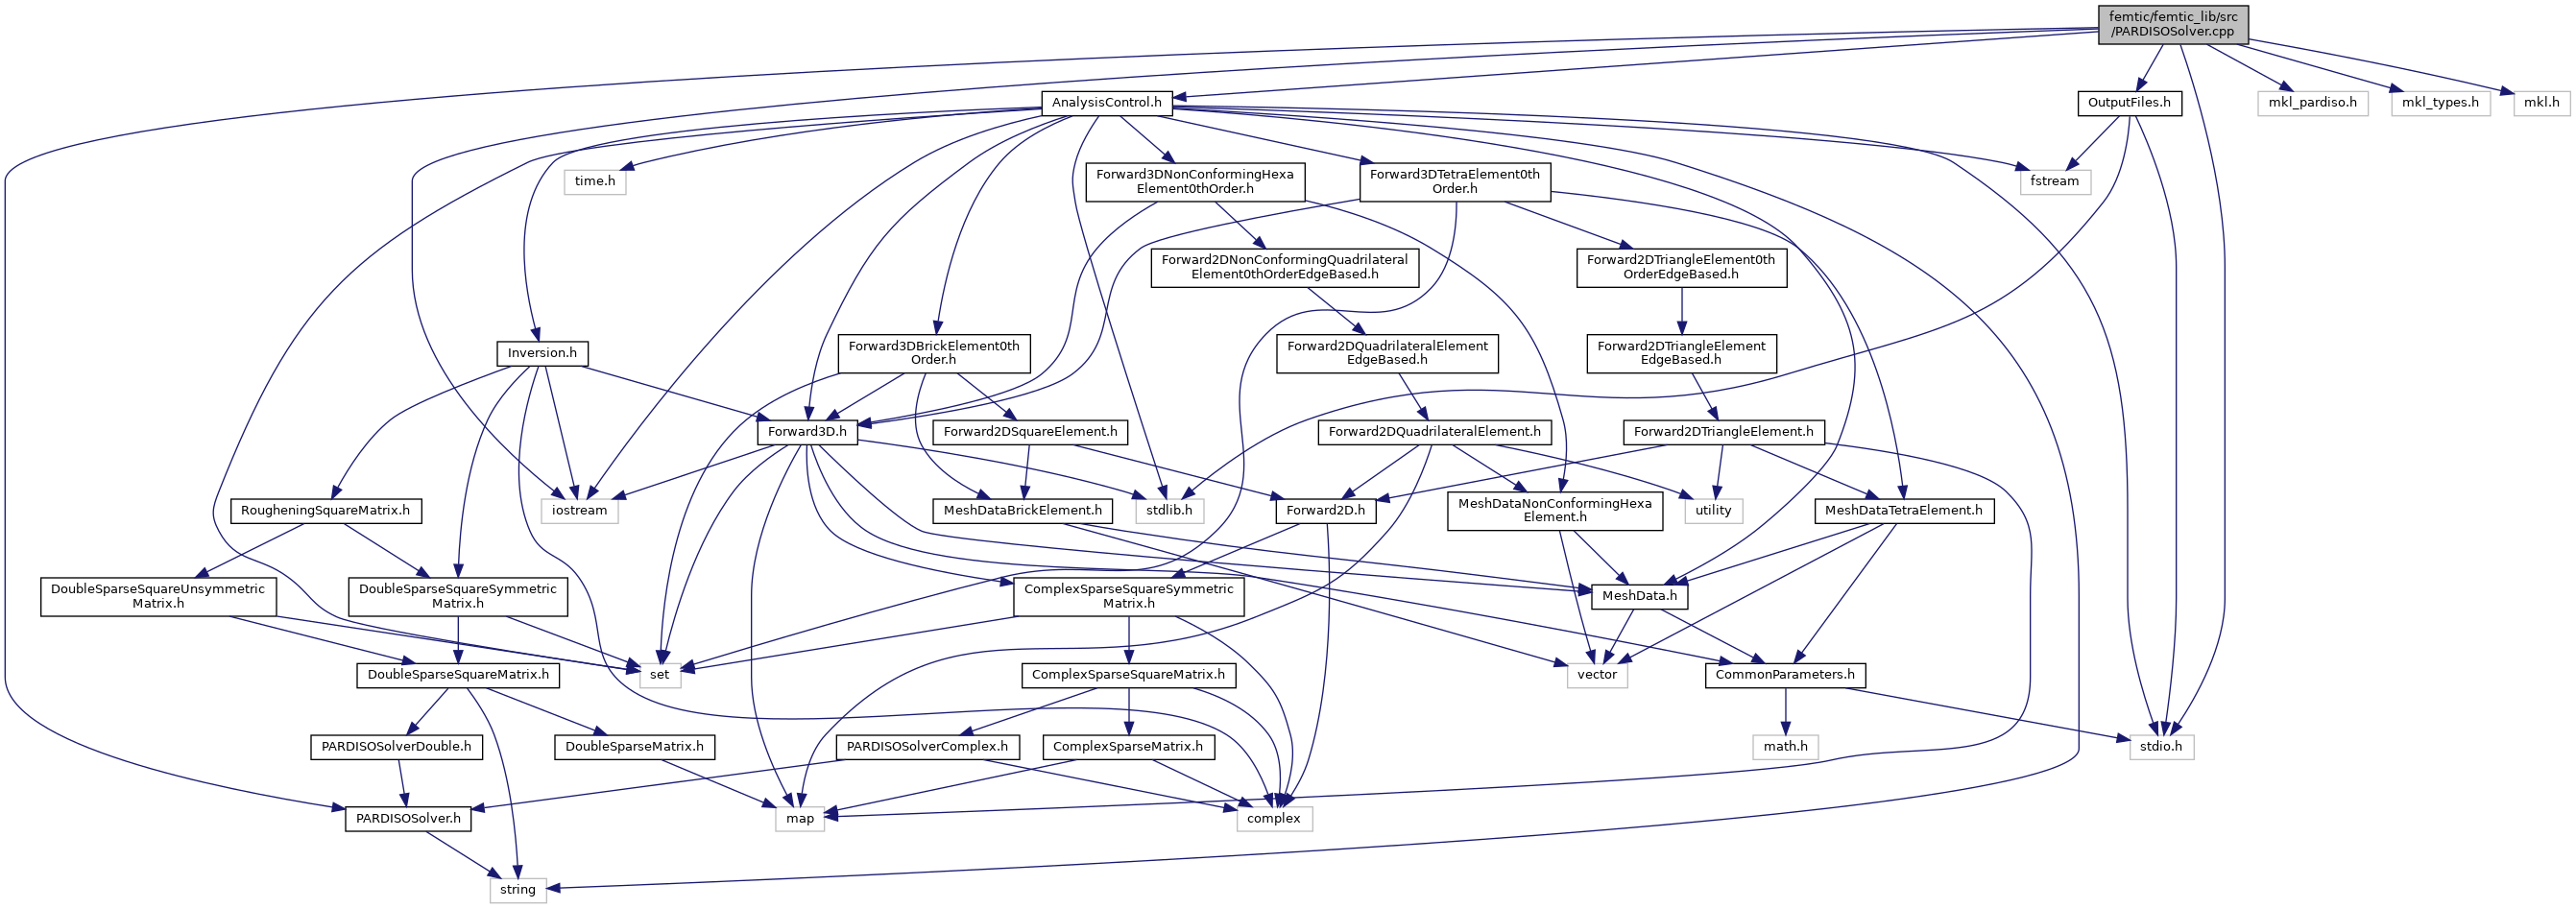 femtic/femtic_lib/src
/PARDISOSolver.cpp
AnalysisControl.h
OutputFiles.h
mkl_pardiso.h
mkl_types.h
mkl.h
time.h
Forward3DNonConformingHexa
Element0thOrder.h
Forward3DTetraElement0th
Order.h
fstream
Forward2DNonConformingQuadrilateral
Element0thOrderEdgeBased.h
Forward2DTriangleElement0th
OrderEdgeBased.h
Inversion.h
Forward3DBrickElement0th
Order.h
Forward2DQuadrilateralElement
EdgeBased.h
Forward2DTriangleElement
EdgeBased.h
Forward3D.h
Forward2DSquareElement.h
Forward2DQuadrilateralElement.h
Forward2DTriangleElement.h
RougheningSquareMatrix.h
iostream
MeshDataBrickElement.h
stdlib.h
Forward2D.h
MeshDataNonConformingHexa
Element.h
utility
MeshDataTetraElement.h
DoubleSparseSquareUnsymmetric
Matrix.h
DoubleSparseSquareSymmetric
Matrix.h
ComplexSparseSquareSymmetric
Matrix.h
MeshData.h
DoubleSparseSquareMatrix.h
set
ComplexSparseSquareMatrix.h
vector
CommonParameters.h
PARDISOSolverDouble.h
DoubleSparseMatrix.h
PARDISOSolverComplex.h
ComplexSparseMatrix.h
math.h
stdio.h
PARDISOSolver.h
map
complex
string